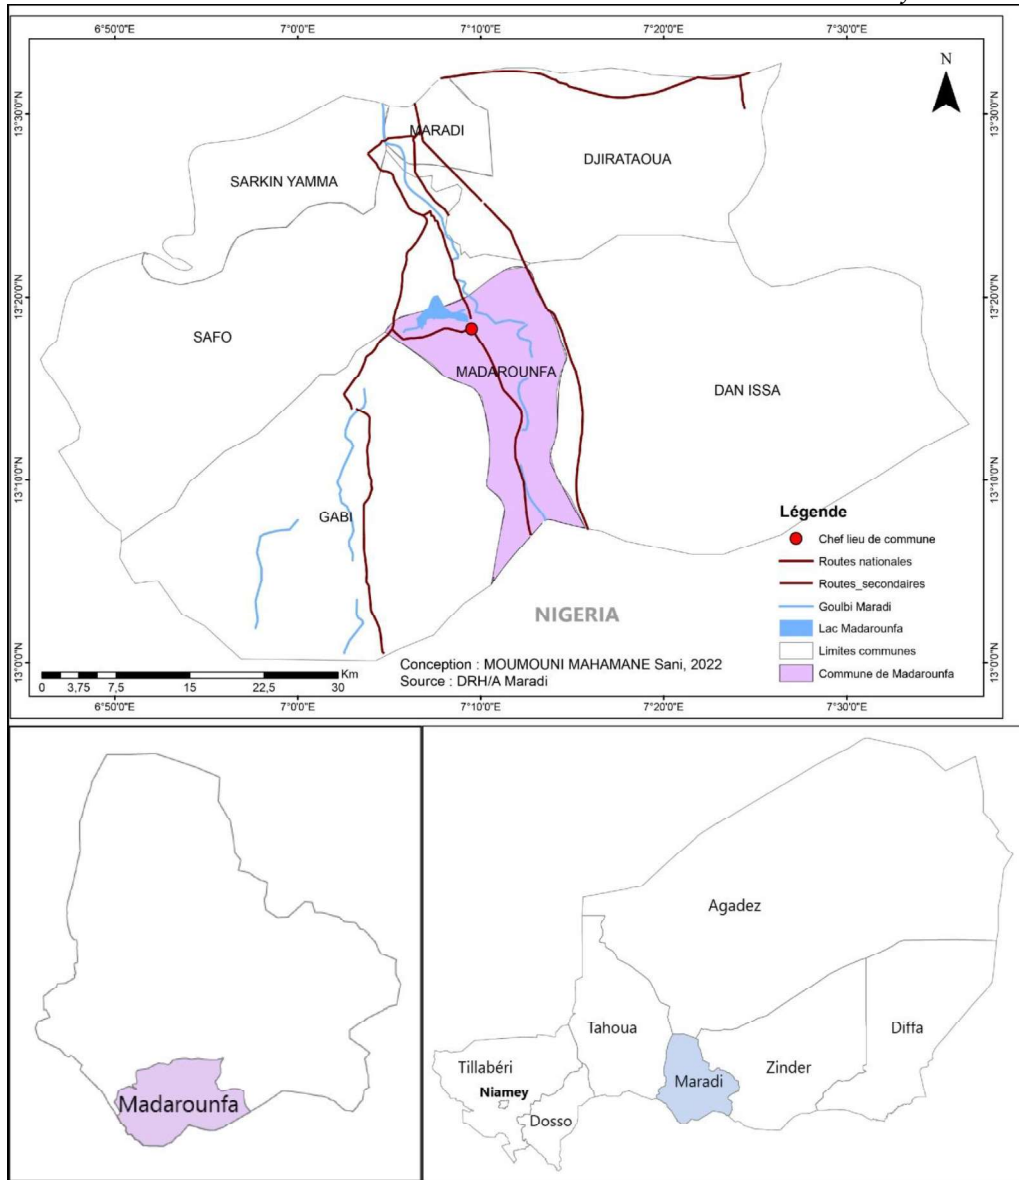 y
6°50'0"E 7°0'0"E 7°10'0"E 7°20'0"E 7°30'0"E
N
13°30'0"N 13°30'0"N
MARADI
DJIRATAOUA
SARKIN YAMMA
13°20'0"N 13°20'0"N
SAFO
MADAROUNFA
DAN ISSA
13°10'0"N 13°10'0"N
GABI
Légende
Chef lieu de commune
Routes nationales
Routes_secondaires
Goulbi Maradi
Lac Madarounfa
Limites communes
Commune de Madarounfa
NIGERIA
13°0'0"N 13°0'0"N
Conception : MOUMOUNI MAHAMANE Sani, 2022
Source : DRH/A Maradi
Km
0 3,75 7,5 15 22,5 30
6°50'0"E 7°0'0"E 7°10'0"E 7°20'0"E 7°30'0"E
Madarounfa
Agadez
Tahoua
Diffa
Tillabéri
Maradi
Zinder
Niamey
Dosso